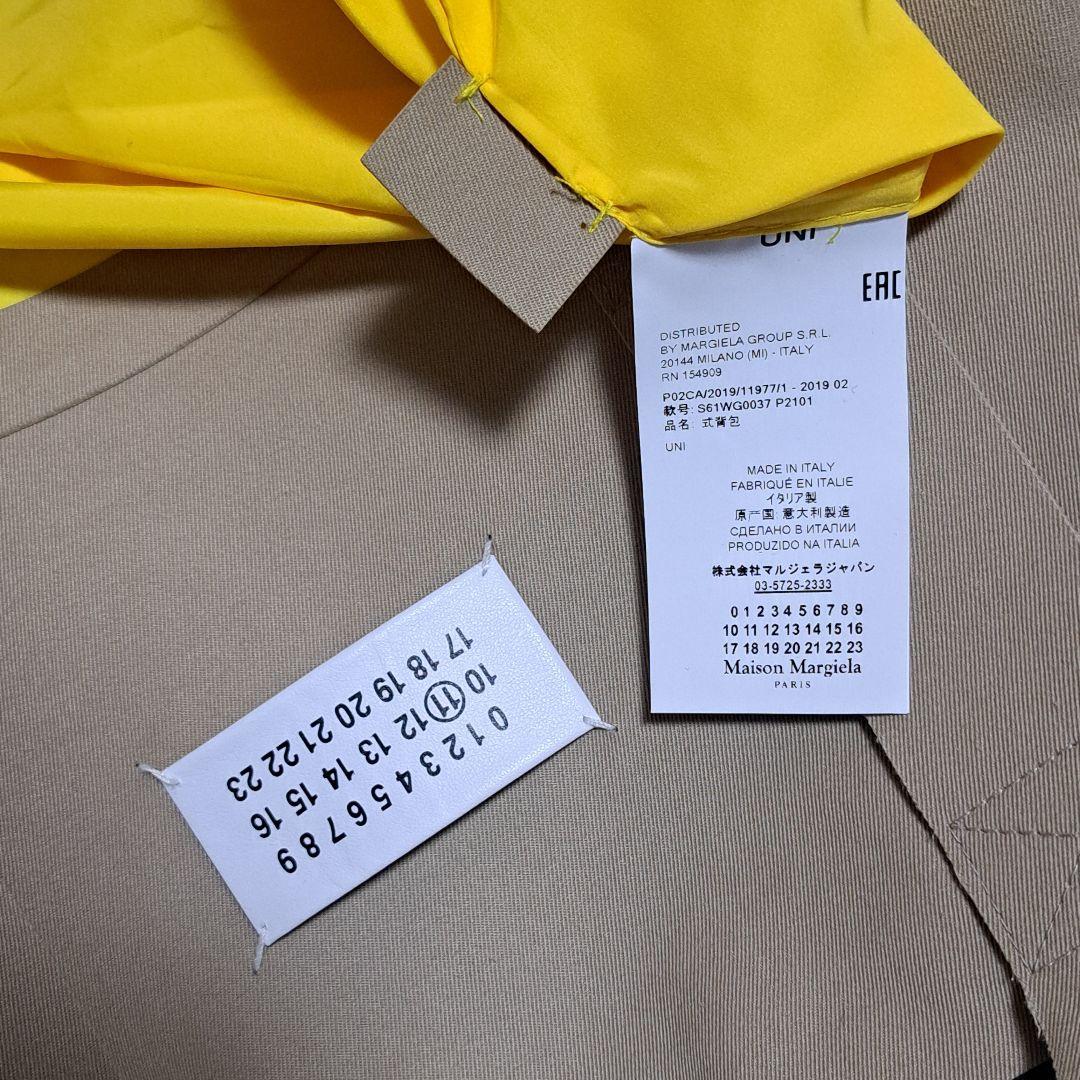 UNI
EAC
DISTRIBUTED
BY MARGIELA GROUP S.R.L.
20144 MILANO (MI) - ITALY
RN 154909
P02CA/2019/11977/1 - 2019 02
款号: S61WG0037 P2101
品名: 式背包
UNI
MADE IN ITALY
FABRIQUÉ EN ITALIE
イタリア製
原产国: 意大利製造
СДЕЛАНО В ИТАЛИИ
PRODUZIDO NA ITALIA
株式会社マルジェラジャパン
03-5725-2333
0 1 2 3 4 5 6 7 8 9
10 11 12 13 14 15 16
17 18 19 20 21 22 23
Maison Margiela
PARIS
0 1 2 3 4 5 6 7 8 9
10 11 12 13 14 15 16
17 18 19 20 21 22 23